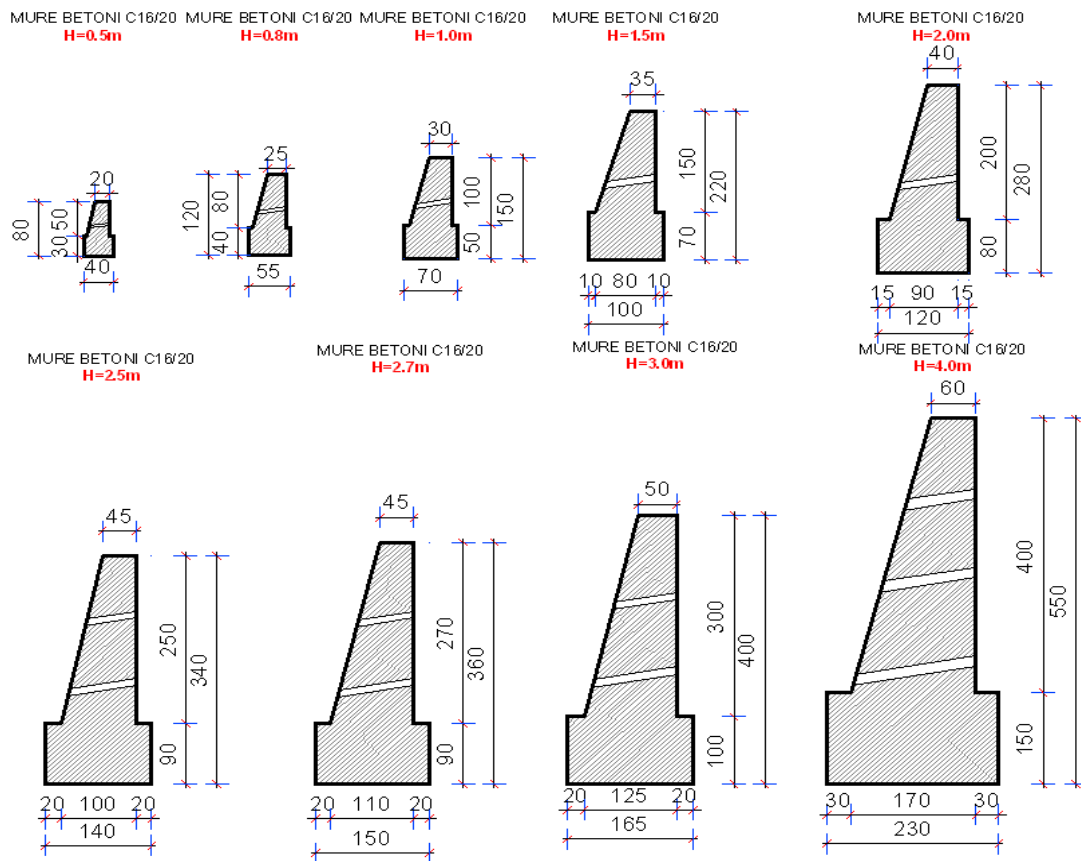 MURE BETONI C16/20
H=0.5m
20
80
50
30
40
MURE BETONI C16/20
H=0.8m
25
120
80
40
55
MURE BETONI C16/20
H=1.0m
30
100
150
50
70
MURE BETONI C16/20
H=1.5m
35
150
220
70
10 80 10
100
MURE BETONI C16/20
H=2.0m
40
200
280
80
15 90 15
120
MURE BETONI C16/20
H=2.5m
45
250
340
90
20 100 20
140
MURE BETONI C16/20
H=2.7m
45
270
360
90
20 110 20
150
MURE BETONI C16/20
H=3.0m
50
300
400
100
20 125 20
165
MURE BETONI C16/20
H=4.0m
60
400
550
150
30 170 30
230